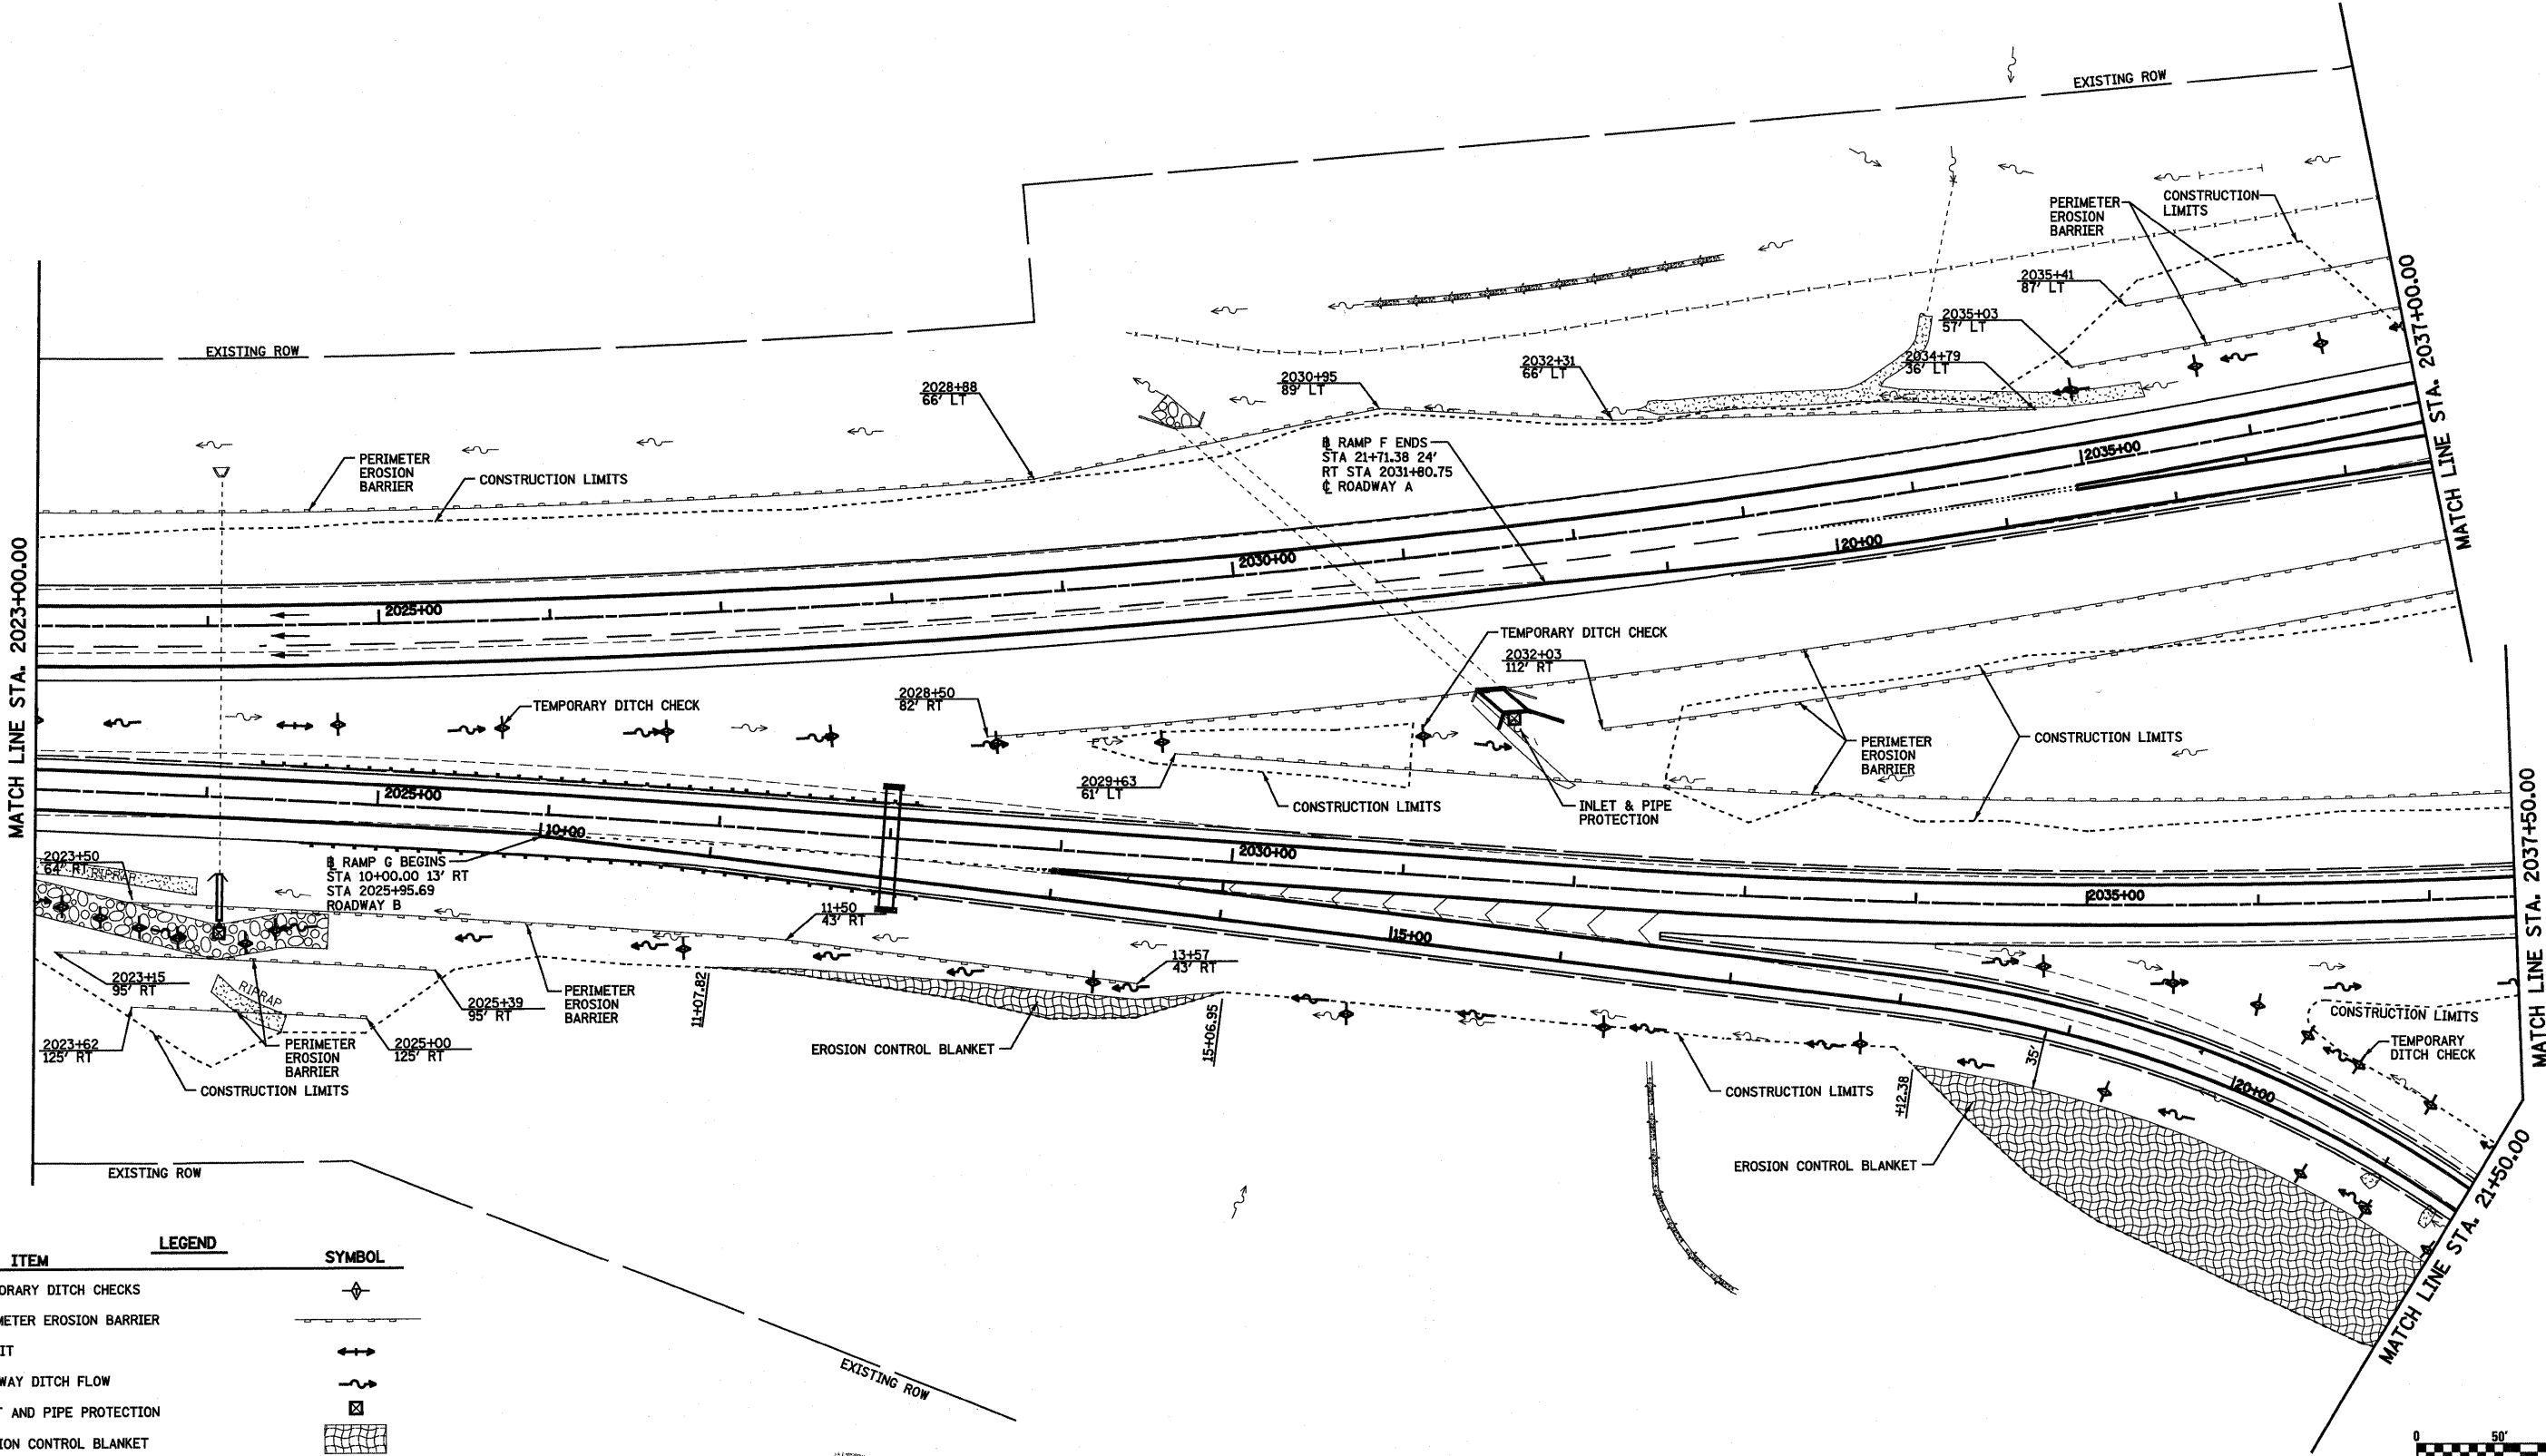 EXISTING ROW
PERIMETER
EROSION
BARRIER
CONSTRUCTION
LIMITS
2035+41
87' LT
2035+03
57' LT
2034+79
36' LT
MATCH LINE STA. 2037+00.00
EXISTING ROW
2028+88
66' LT
2030+95
89' LT
2032+31
66' LT
PERIMETER
EROSION
BARRIER
CONSTRUCTION LIMITS
RAMP F ENDS
STA 21+71.38 24'
RT STA 2031+80.75
℄ ROADWAY A
2035+00
20+00
2030+00
2025+00
MATCH LINE STA. 2023+00.00
TEMPORARY DITCH CHECK
2032+03
112' RT
2028+50
82' RT
TEMPORARY DITCH CHECK
PERIMETER
EROSION
BARRIER
CONSTRUCTION LIMITS
2029+63
61' LT
CONSTRUCTION LIMITS
INLET & PIPE
PROTECTION
2025+00
10+00
2030+00
2035+00
MATCH LINE STA. 2037+50.00
2023+50
64' RT
RIPRAP
RAMP G BEGINS
STA 10+00.00 13' RT
STA 2025+95.69
ROADWAY B
11+50
43' RT
15+00
13+57
43' RT
2023+15
95' RT
RIPRAP
2025+39
95' RT
PERIMETER
EROSION
BARRIER
11+07.82
EROSION CONTROL BLANKET
15+06.95
2023+62
125' RT
PERIMETER
EROSION
BARRIER
2025+00
125' RT
CONSTRUCTION LIMITS
CONSTRUCTION LIMITS
+12.38
35'
20+00
CONSTRUCTION LIMITS
TEMPORARY
DITCH CHECK
EROSION CONTROL BLANKET
MATCH LINE STA. 21+50.00
EXISTING ROW
EXISTING ROW
LEGEND
ITEM SYMBOL
ORARY DITCH CHECKS
METER EROSION BARRIER
IT
WAY DITCH FLOW
T AND PIPE PROTECTION
ION CONTROL BLANKET
0 50'